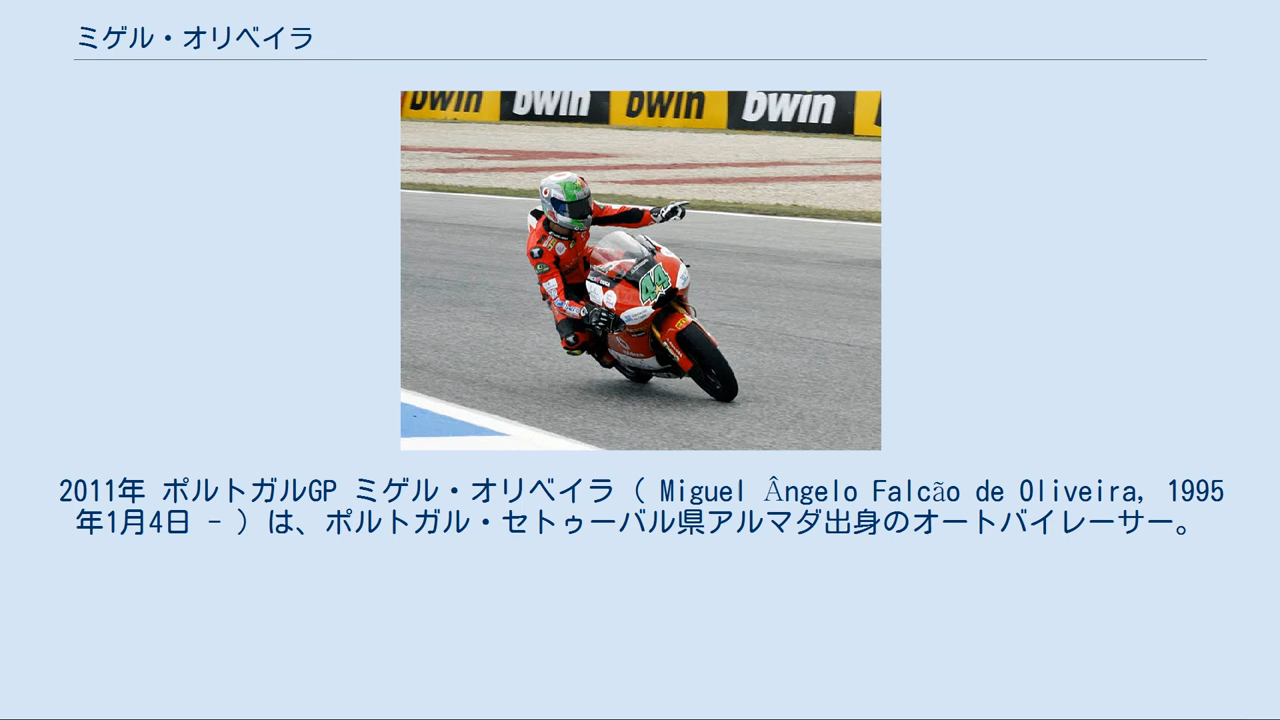 ミゲル・オリベイラ
bwin bwin bwin bwin
44
2011年 ポルトガルGP ミゲル・オリベイラ ( Miguel Ângelo Falcão de Oliveira, 1995
年1月4日 - ) は、ポルトガル・セトゥーバル県アルマダ出身のオートバイレーサー。